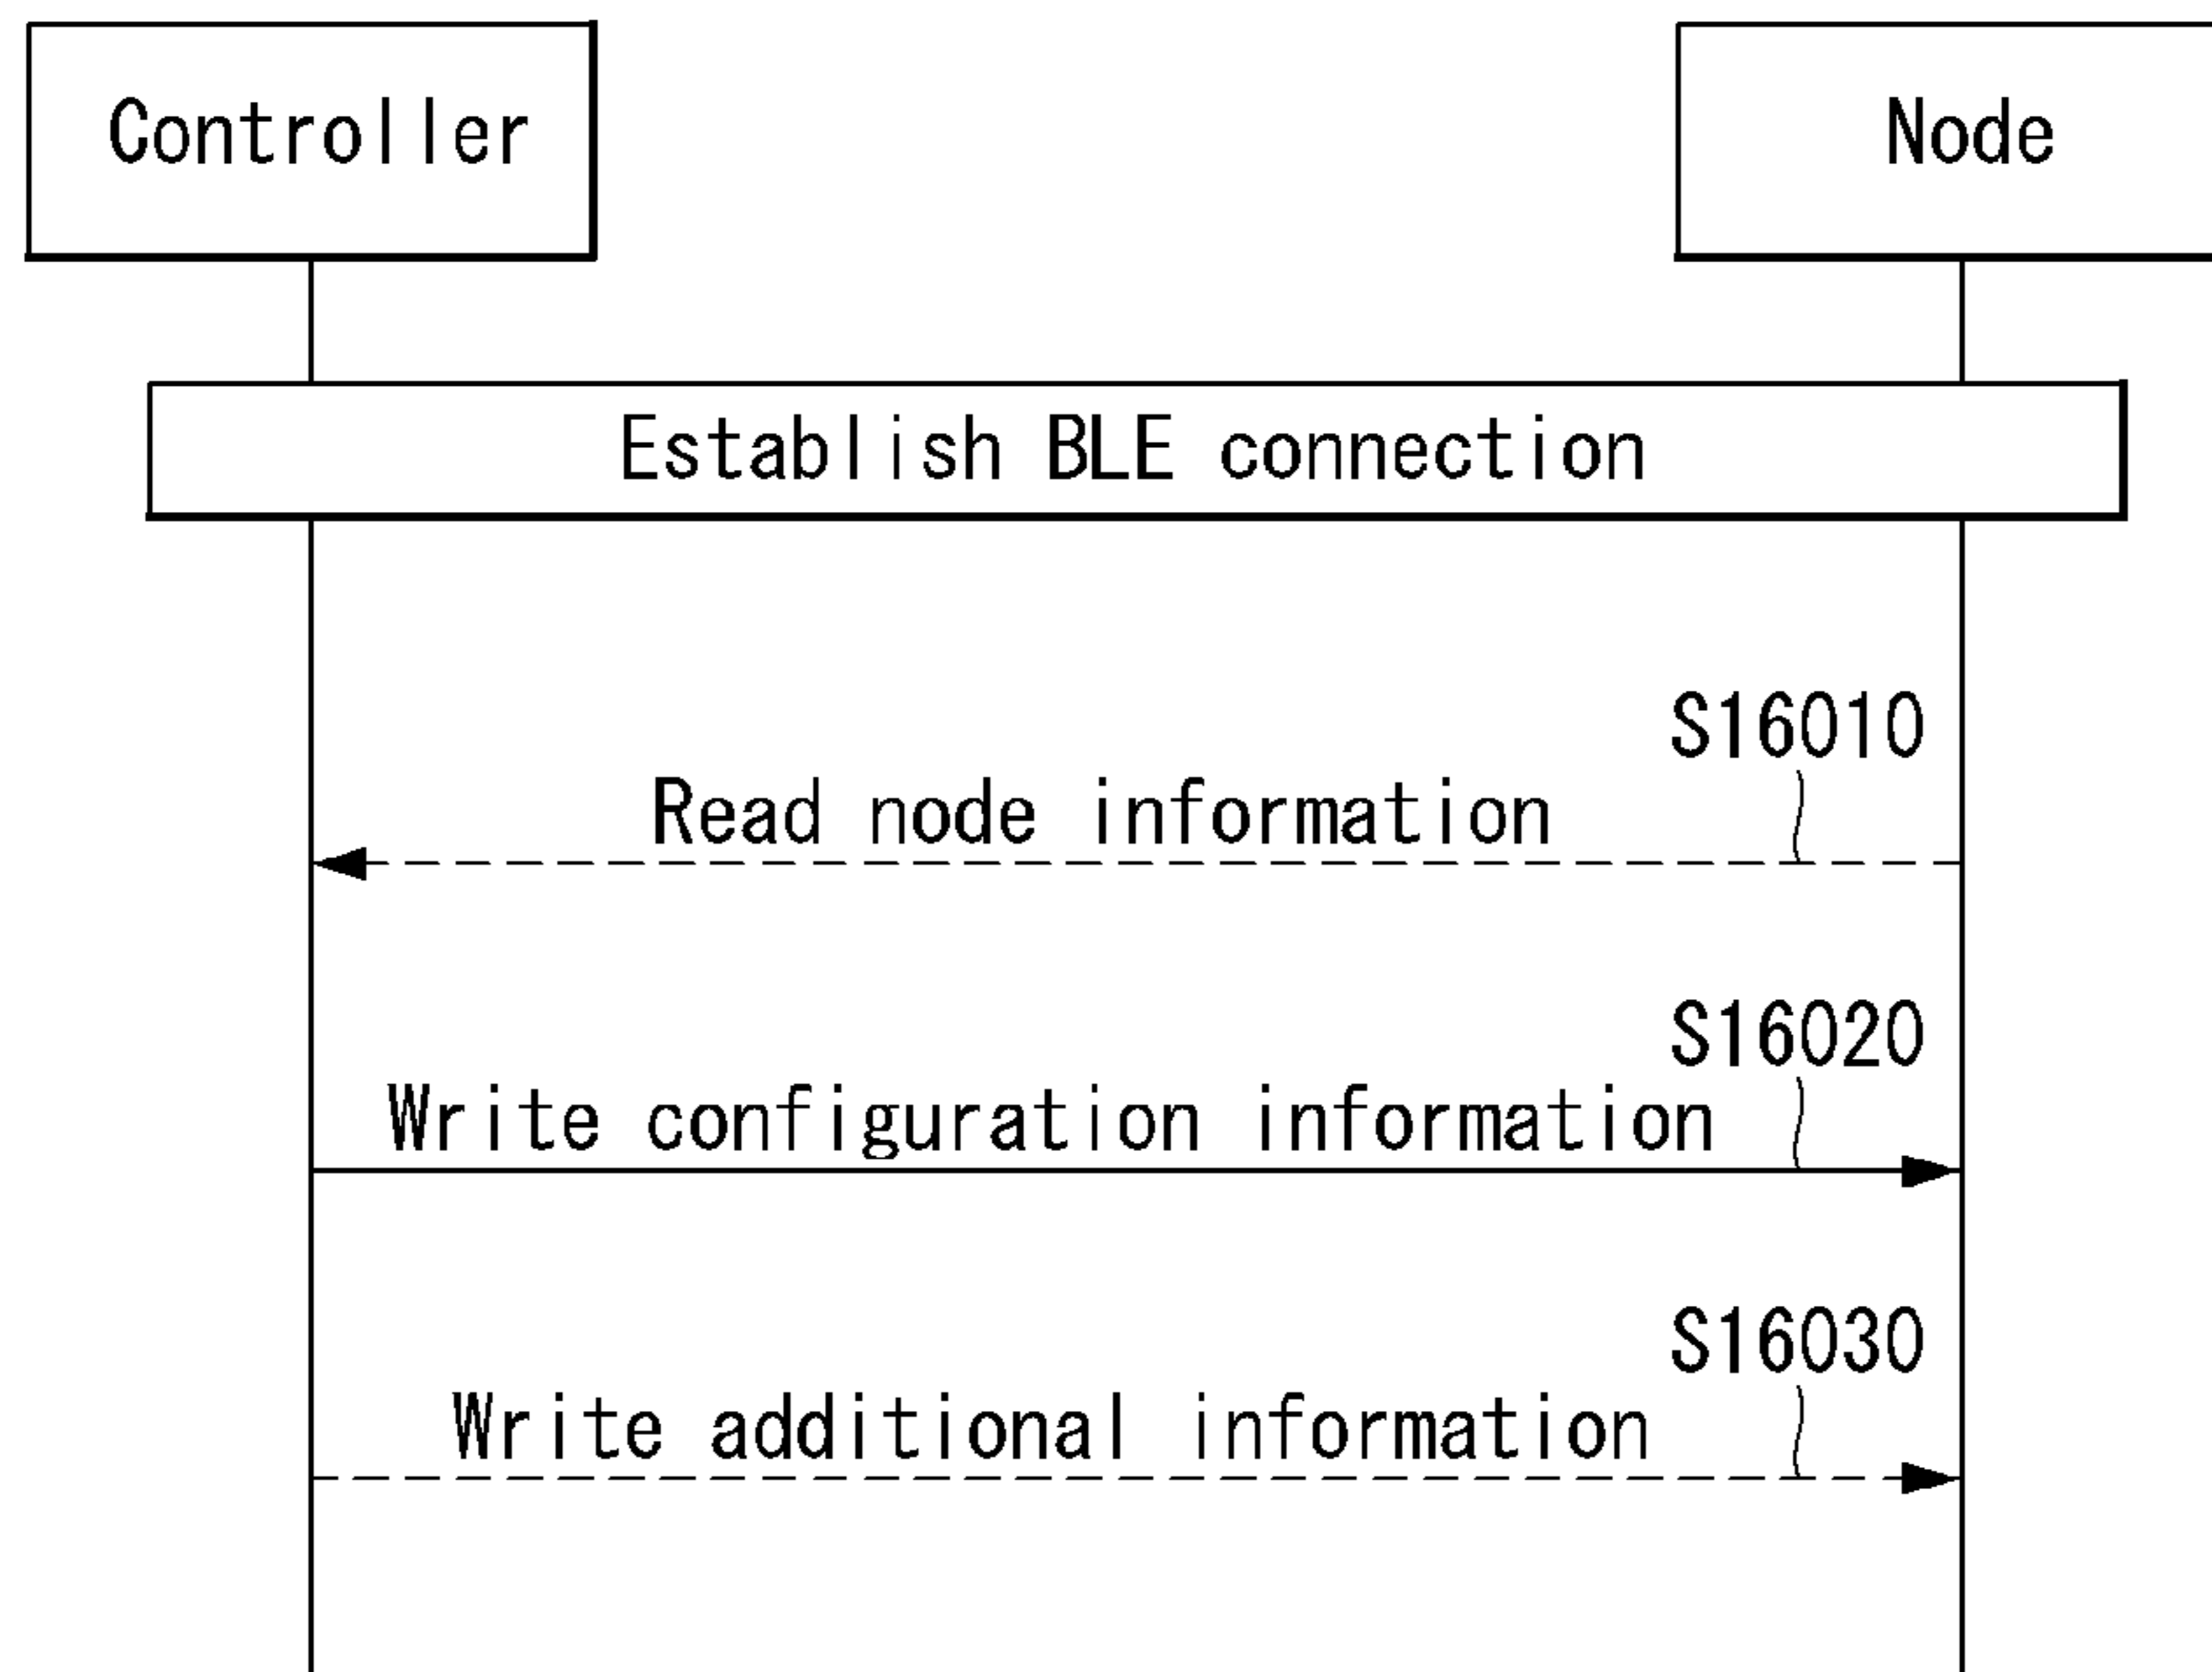 Controller
Node
Establish BLE connection
S16010
Read node information
S16020
Write configuration information
S16030
Write additional information